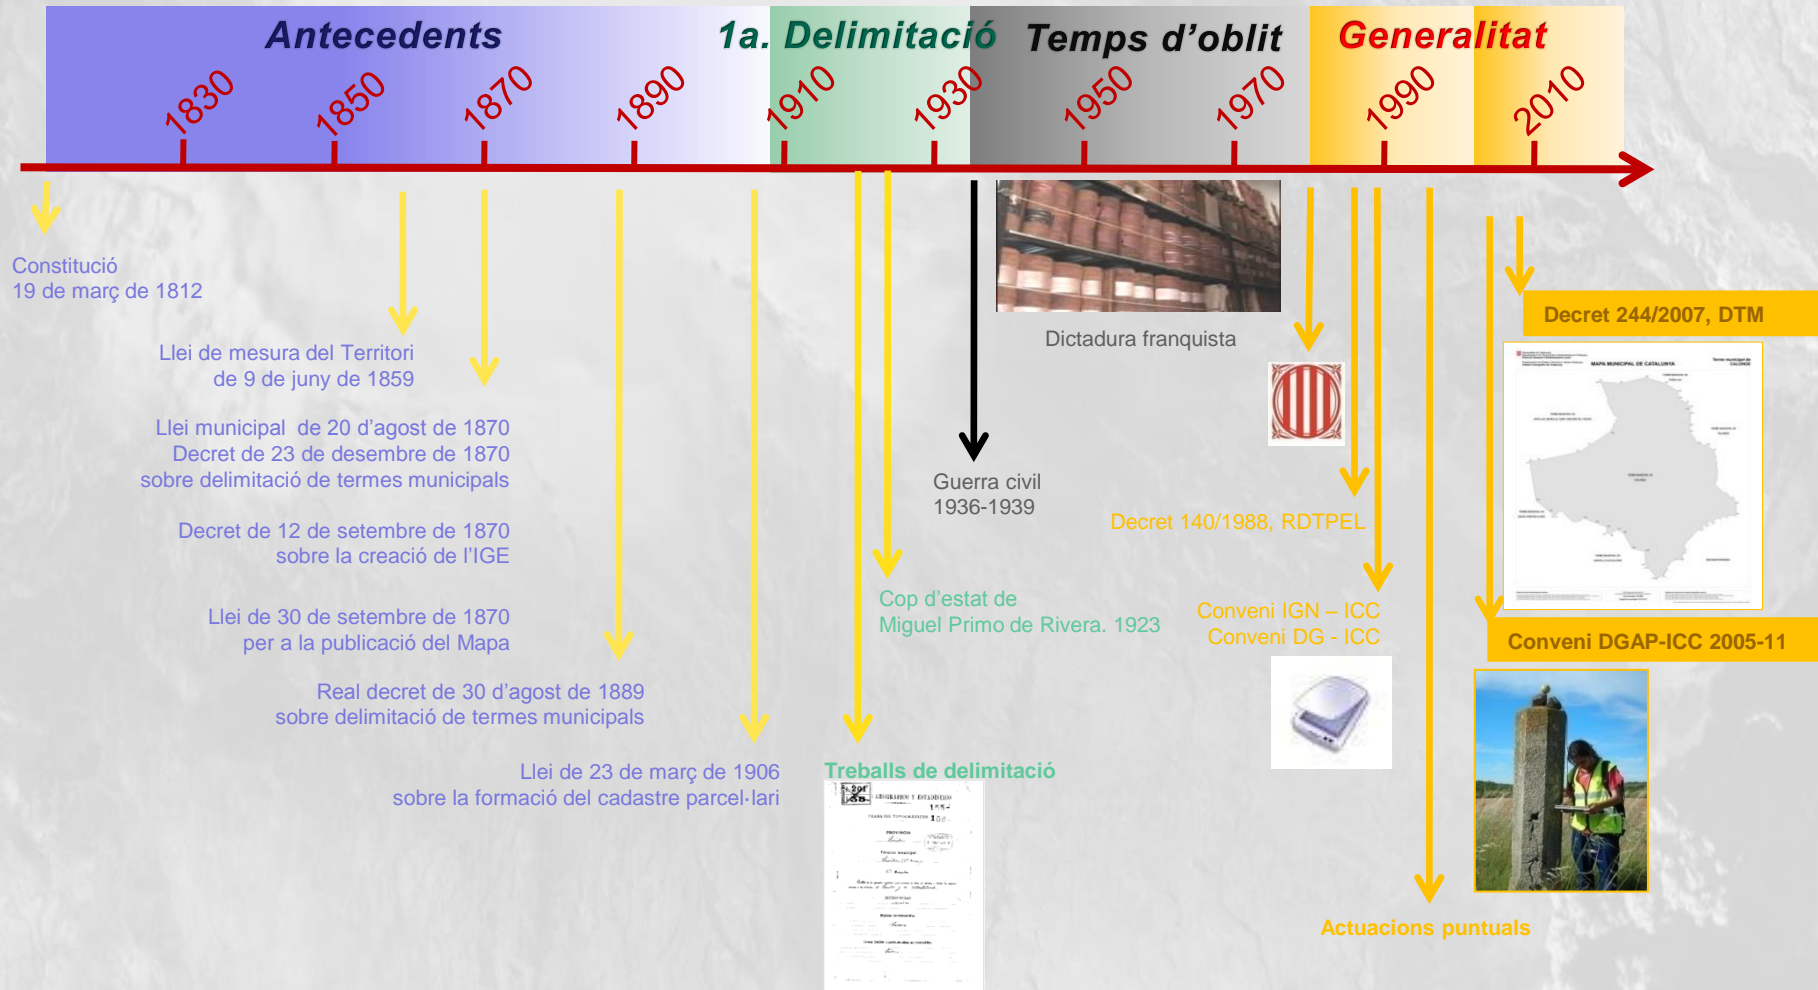 Antecedents
1a. Delimitació
Temps d'oblit
Generalitat
1830
1850
1870
1890
1910
1930
1950
1970
1990
2010
Constitució
19 de març de 1812
Llei de mesura del Territori
de 9 de juny de 1859
Llei municipal de 20 d'agost de 1870
Decret de 23 de desembre de 1870
sobre delimitació de termes municipals
Decret de 12 de setembre de 1870
sobre la creació de l'IGE
Llei de 30 de setembre de 1870
per a la publicació del Mapa
Real decret de 30 d'agost de 1889
sobre delimitació de termes municipals
Llei de 23 de març de 1906
sobre la formació del cadastre parcel·lari
Treballs de delimitació
GEOGRÁFICO Y ESTADÍSTICO
PROVINCIA
Cop d'estat de
Miguel Primo de Rivera. 1923
Guerra civil
1936-1939
Dictadura franquista
Decret 140/1988, RDTPEL
Conveni IGN – ICC
Conveni DG - ICC
Actuacions puntuals
Decret 244/2007, DTM
MAPA MUNICIPAL DE CATALUNYA
Terme municipal de
CALONGE
Conveni DGAP-ICC 2005-11